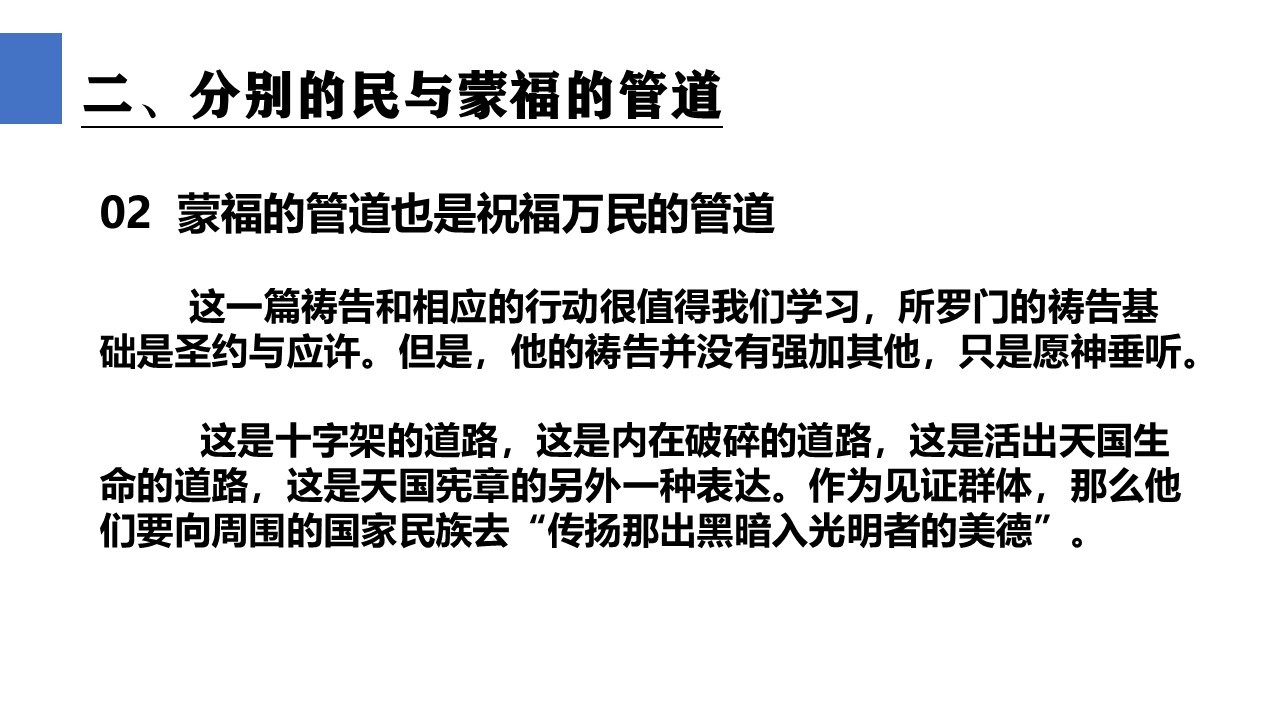 二、分别的民与蒙福的管道
02 蒙福的管道也是祝福万民的管道
这一篇祷告和相应的行动很值得我们学习，所罗门的祷告基
础是圣约与应许。但是，他的祷告并没有强加其他，只是愿神垂听。
这是十字架的道路，这是内在破碎的道路，这是活出天国生
命的道路，这是天国宪章的另外一种表达。作为见证群体，那么他
们要向周围的国家民族去“传扬那出黑暗入光明者的美德”。